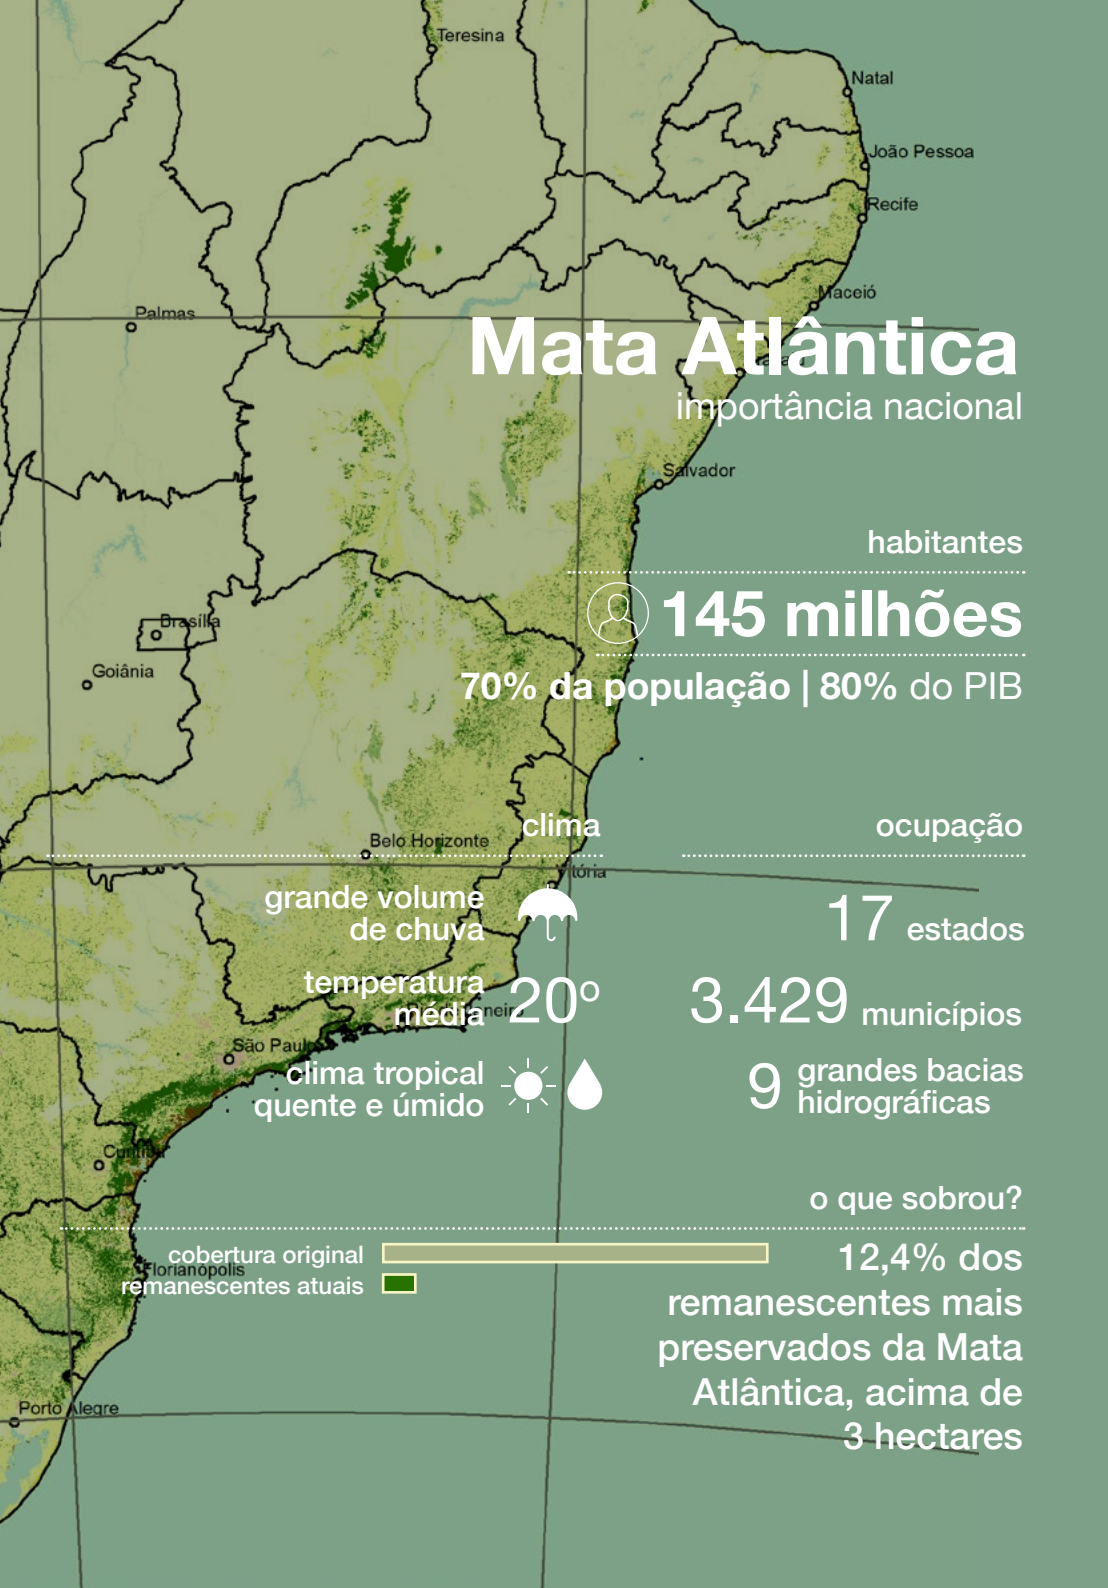 Teresina
Natal
João Pessoa
Recife
Maceió
Palmas
Mata Atlântica
importância nacional
Salvador
habitantes
145 milhões
Brasília
Goiânia
70% da população | 80% do PIB
clima
ocupação
Belo Horizonte
grande volume
de chuva
17 estados
temperatura
média
20º
3.429 municípios
São Paulo
clima tropical
quente e úmido
9 grandes bacias
hidrográficas
Curitiba
o que sobrou?
cobertura original
Florianópolis
remanescentes atuais
12,4% dos
remanescentes mais
preservados da Mata
Atlântica, acima de
3 hectares
Porto Alegre